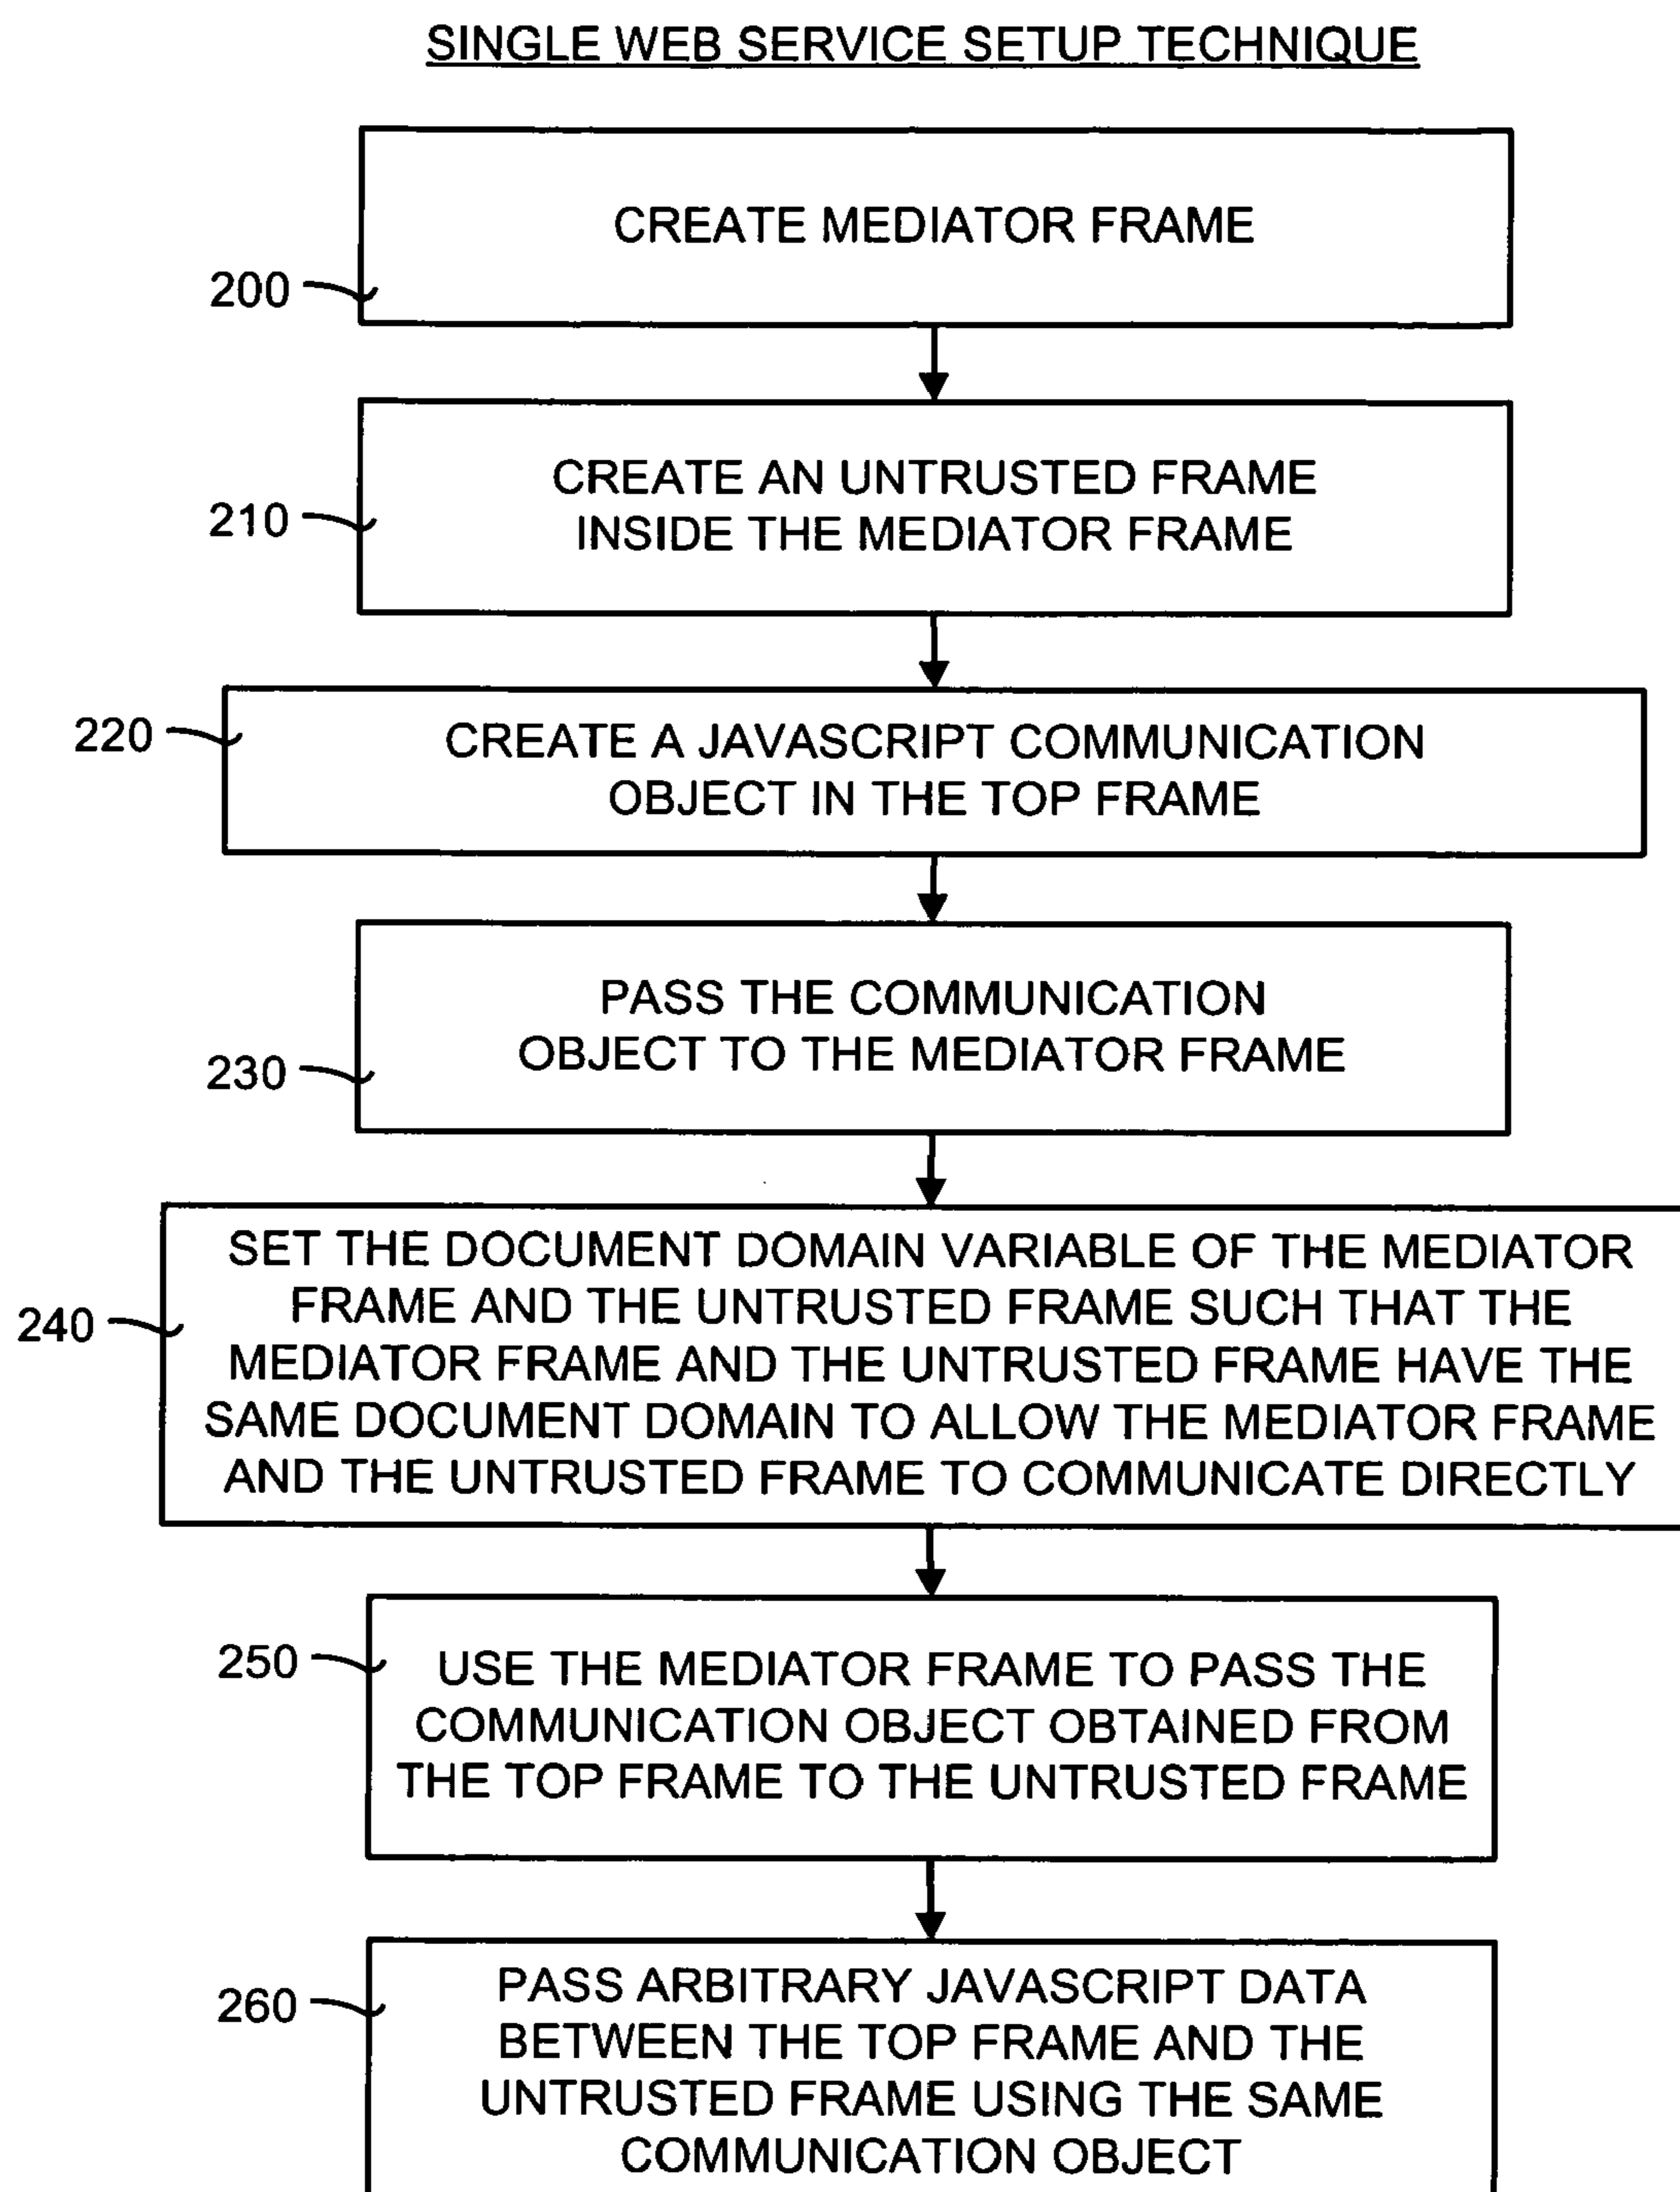 SINGLE WEB SERVICE SETUP TECHNIQUE
CREATE MEDIATOR FRAME
200
CREATE AN UNTRUSTED FRAME
INSIDE THE MEDIATOR FRAME
210
220
CREATE A JAVASCRIPT COMMUNICATION
OBJECT IN THE TOP FRAME
PASS THE COMMUNICATION
OBJECT TO THE MEDIATOR FRAME
230
SET THE DOCUMENT DOMAIN VARIABLE OF THE MEDIATOR
FRAME AND THE UNTRUSTED FRAME SUCH THAT THE
MEDIATOR FRAME AND THE UNTRUSTED FRAME HAVE THE
SAME DOCUMENT DOMAIN TO ALLOW THE MEDIATOR FRAME
AND THE UNTRUSTED FRAME TO COMMUNICATE DIRECTLY
240
250
USE THE MEDIATOR FRAME TO PASS THE
COMMUNICATION OBJECT OBTAINED FROM
THE TOP FRAME TO THE UNTRUSTED FRAME
260
PASS ARBITRARY JAVASCRIPT DATA
BETWEEN THE TOP FRAME AND THE
UNTRUSTED FRAME USING THE SAME
COMMUNICATION OBJECT